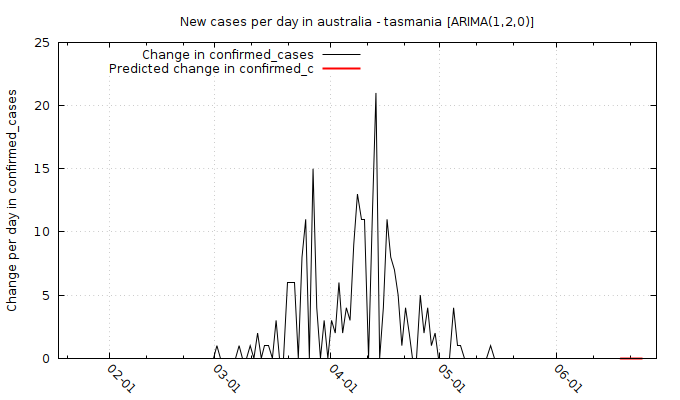 New cases per day in australia - tasmania [ARIMA(1,2,0)]
Change in confirmed_cases
Predicted change in confirmed_c
Change per day in confirmed_cases
25
20
15
10
5
0
02-01
03-01
04-01
05-01
06-01